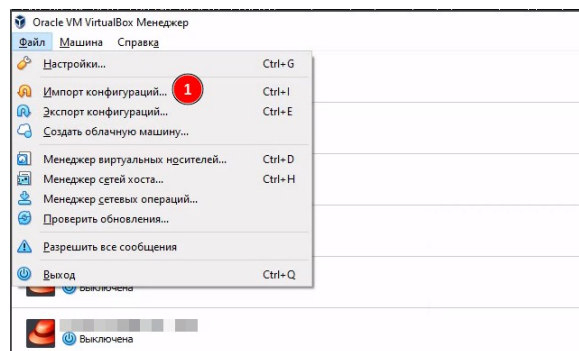 Oracle VM VirtualBox Менеджер
Файл Машина Справка
Настройки... Ctrl+G
Импорт конфигураций... 1 Ctrl+I
Экспорт конфигураций... Ctrl+E
Создать облачную машину...
Менеджер виртуальных носителей... Ctrl+D
Менеджер сетей хоста... Ctrl+H
Менеджер сетевых операций...
Проверить обновления...
Разрешить все сообщения
Выход Ctrl+Q
Выключена
Выключена